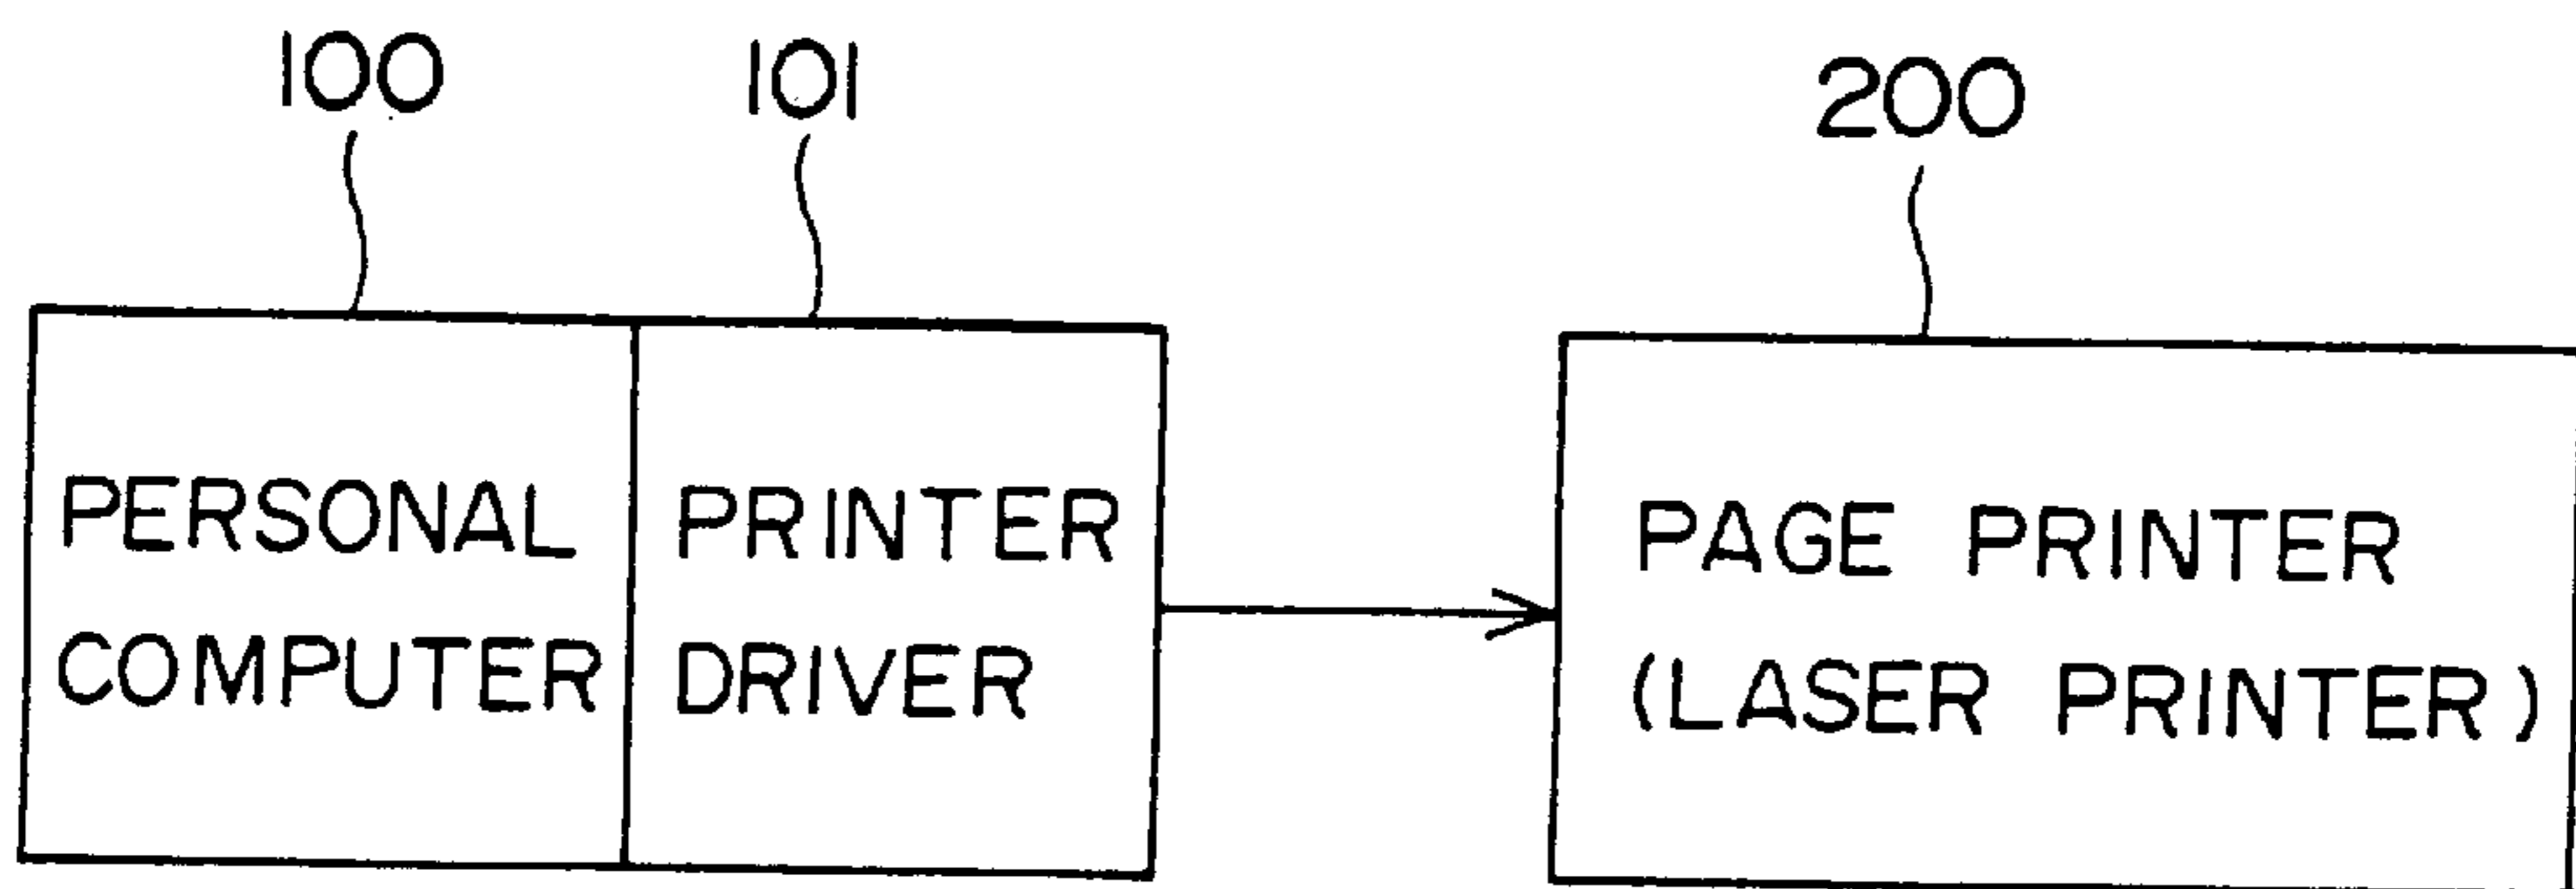 100
101
200
PERSONAL
COMPUTER
PRINTER
DRIVER
PAGE PRINTER
(LASER PRINTER)